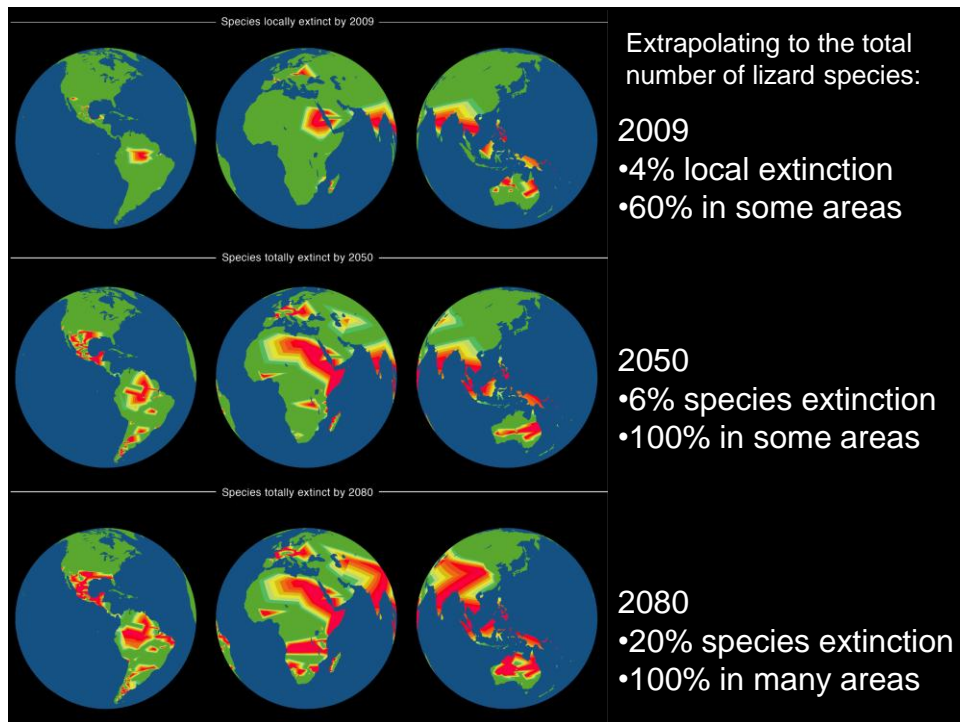 Species locally extinct by 2009
Extrapolating to the total
number of lizard species:
2009
•4% local extinction
•60% in some areas
Species totally extinct by 2050
2050
•6% species extinction
•100% in some areas
Species totally extinct by 2080
2080
•20% species extinction
•100% in many areas